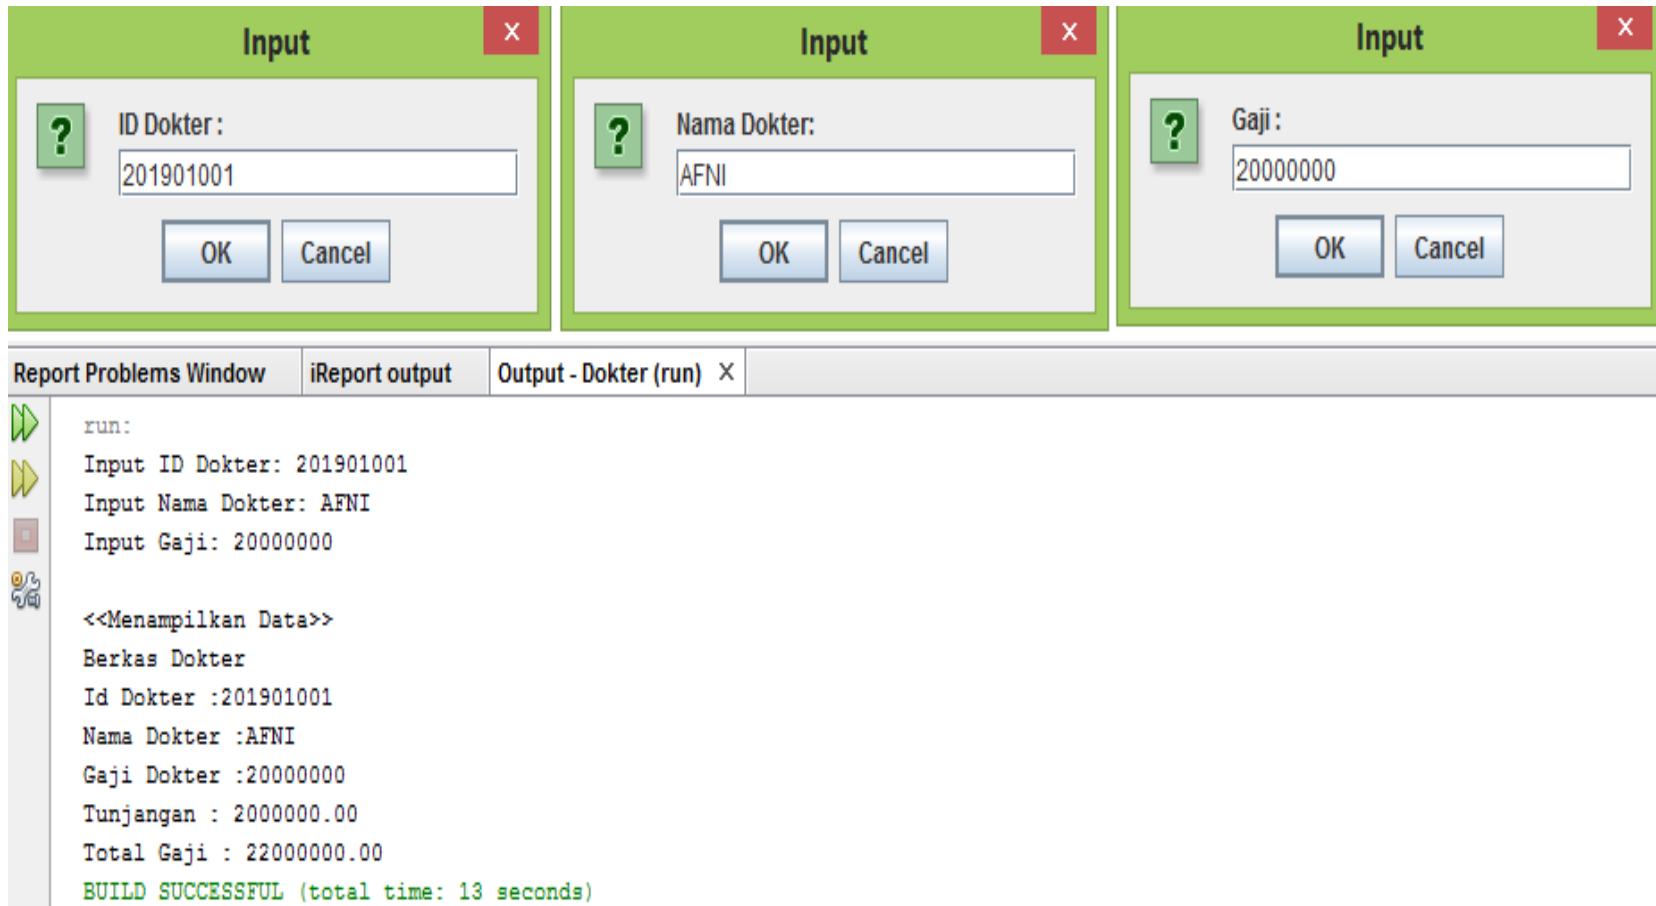 Input X
ID Dokter :
201901001
OK Cancel
Input X
Nama Dokter:
AFNI
OK Cancel
Input X
Gaji :
20000000
OK Cancel
Report Problems Window iReport output Output - Dokter (run) X
run:
Input ID Dokter: 201901001
Input Nama Dokter: AFNI
Input Gaji: 20000000
<<Menampilkan Data>>
Berkas Dokter
Id Dokter :201901001
Nama Dokter :AFNI
Gaji Dokter :20000000
Tunjangan : 2000000.00
Total Gaji : 22000000.00
BUILD SUCCESSFUL (total time: 13 seconds)